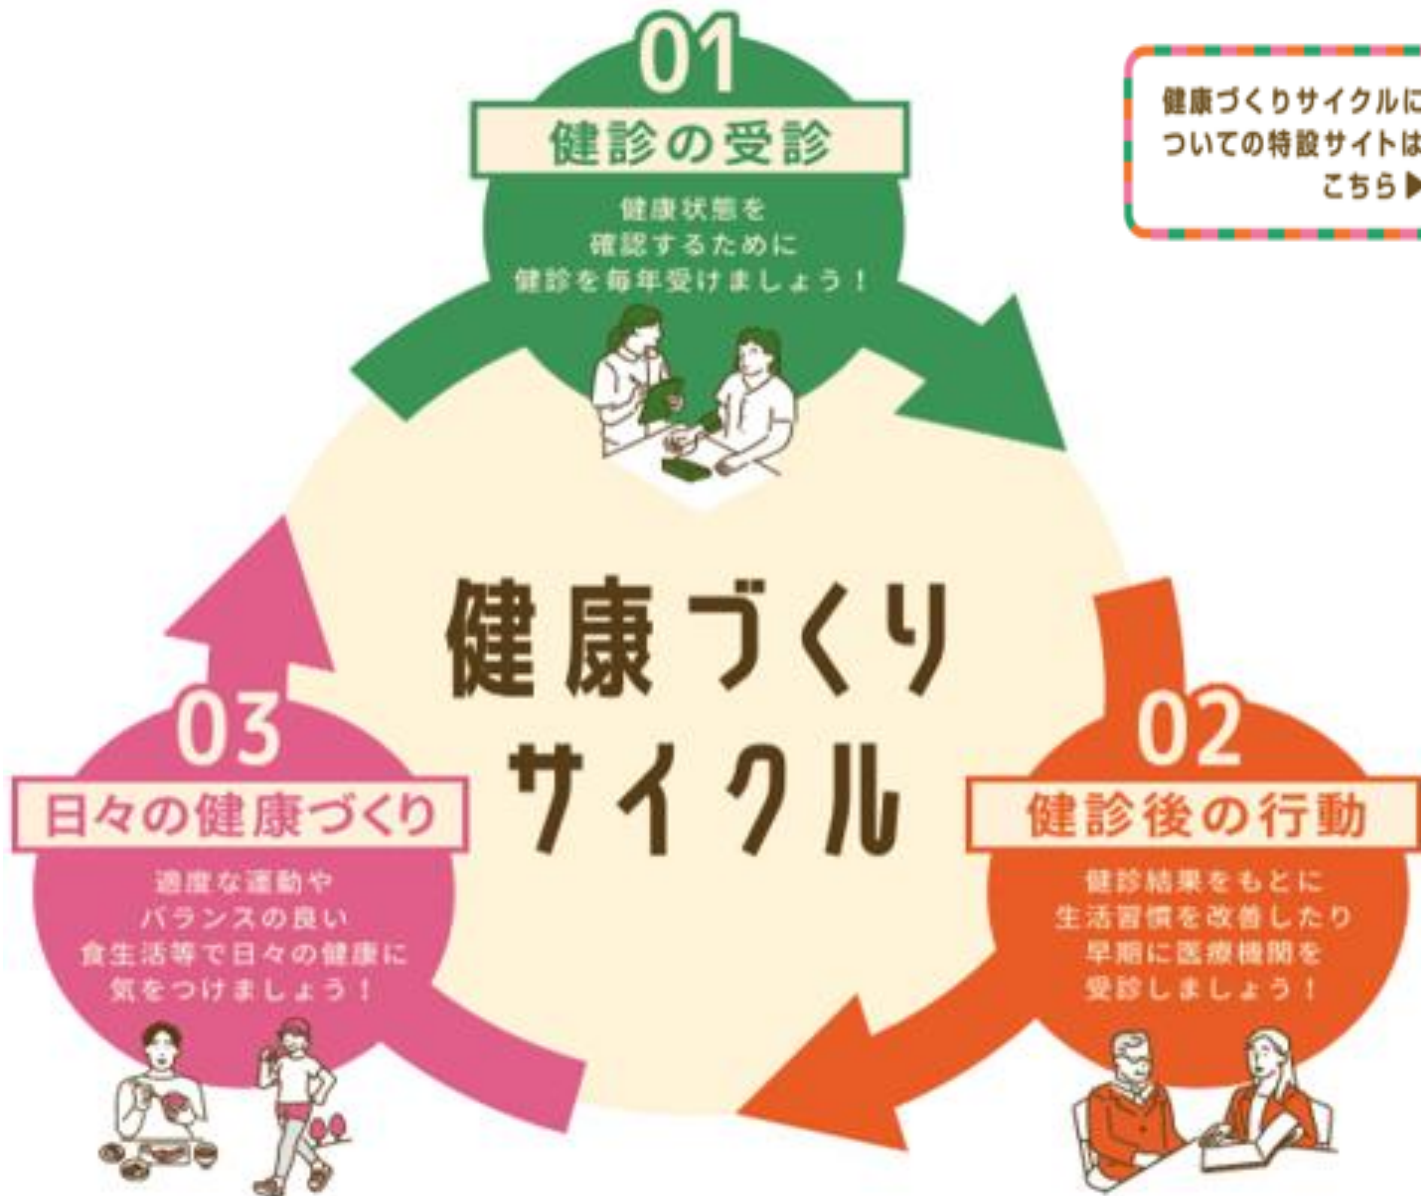 01
健診の受診
健康状態を
確認するために
健診を毎年受けましょう！
健康づくりサイクルに
ついての特設サイトは
こちら▶
健康づくり
サイクル
02
健診後の行動
健診結果をもとに
生活習慣を改善したり
早期に医療機関を
受診しましょう！
03
日々の健康づくり
適度な運動や
バランスの良い
食生活等で日々の健康に
気をつけましょう！